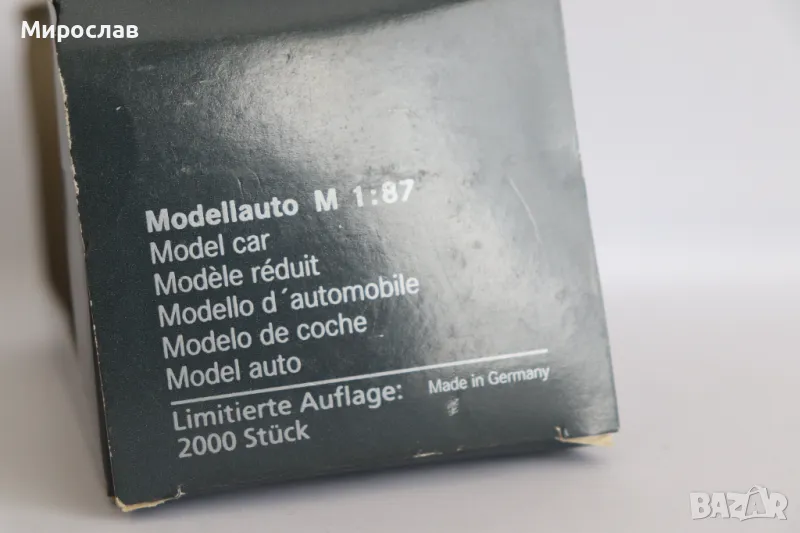 Мирослав
Modellauto M 1:87
Model car
Modèle réduit
Modello d´automobile
Modelo de coche
Model auto
Limitierte Auflage: Made in Germany
2000 Stück
BAZAR